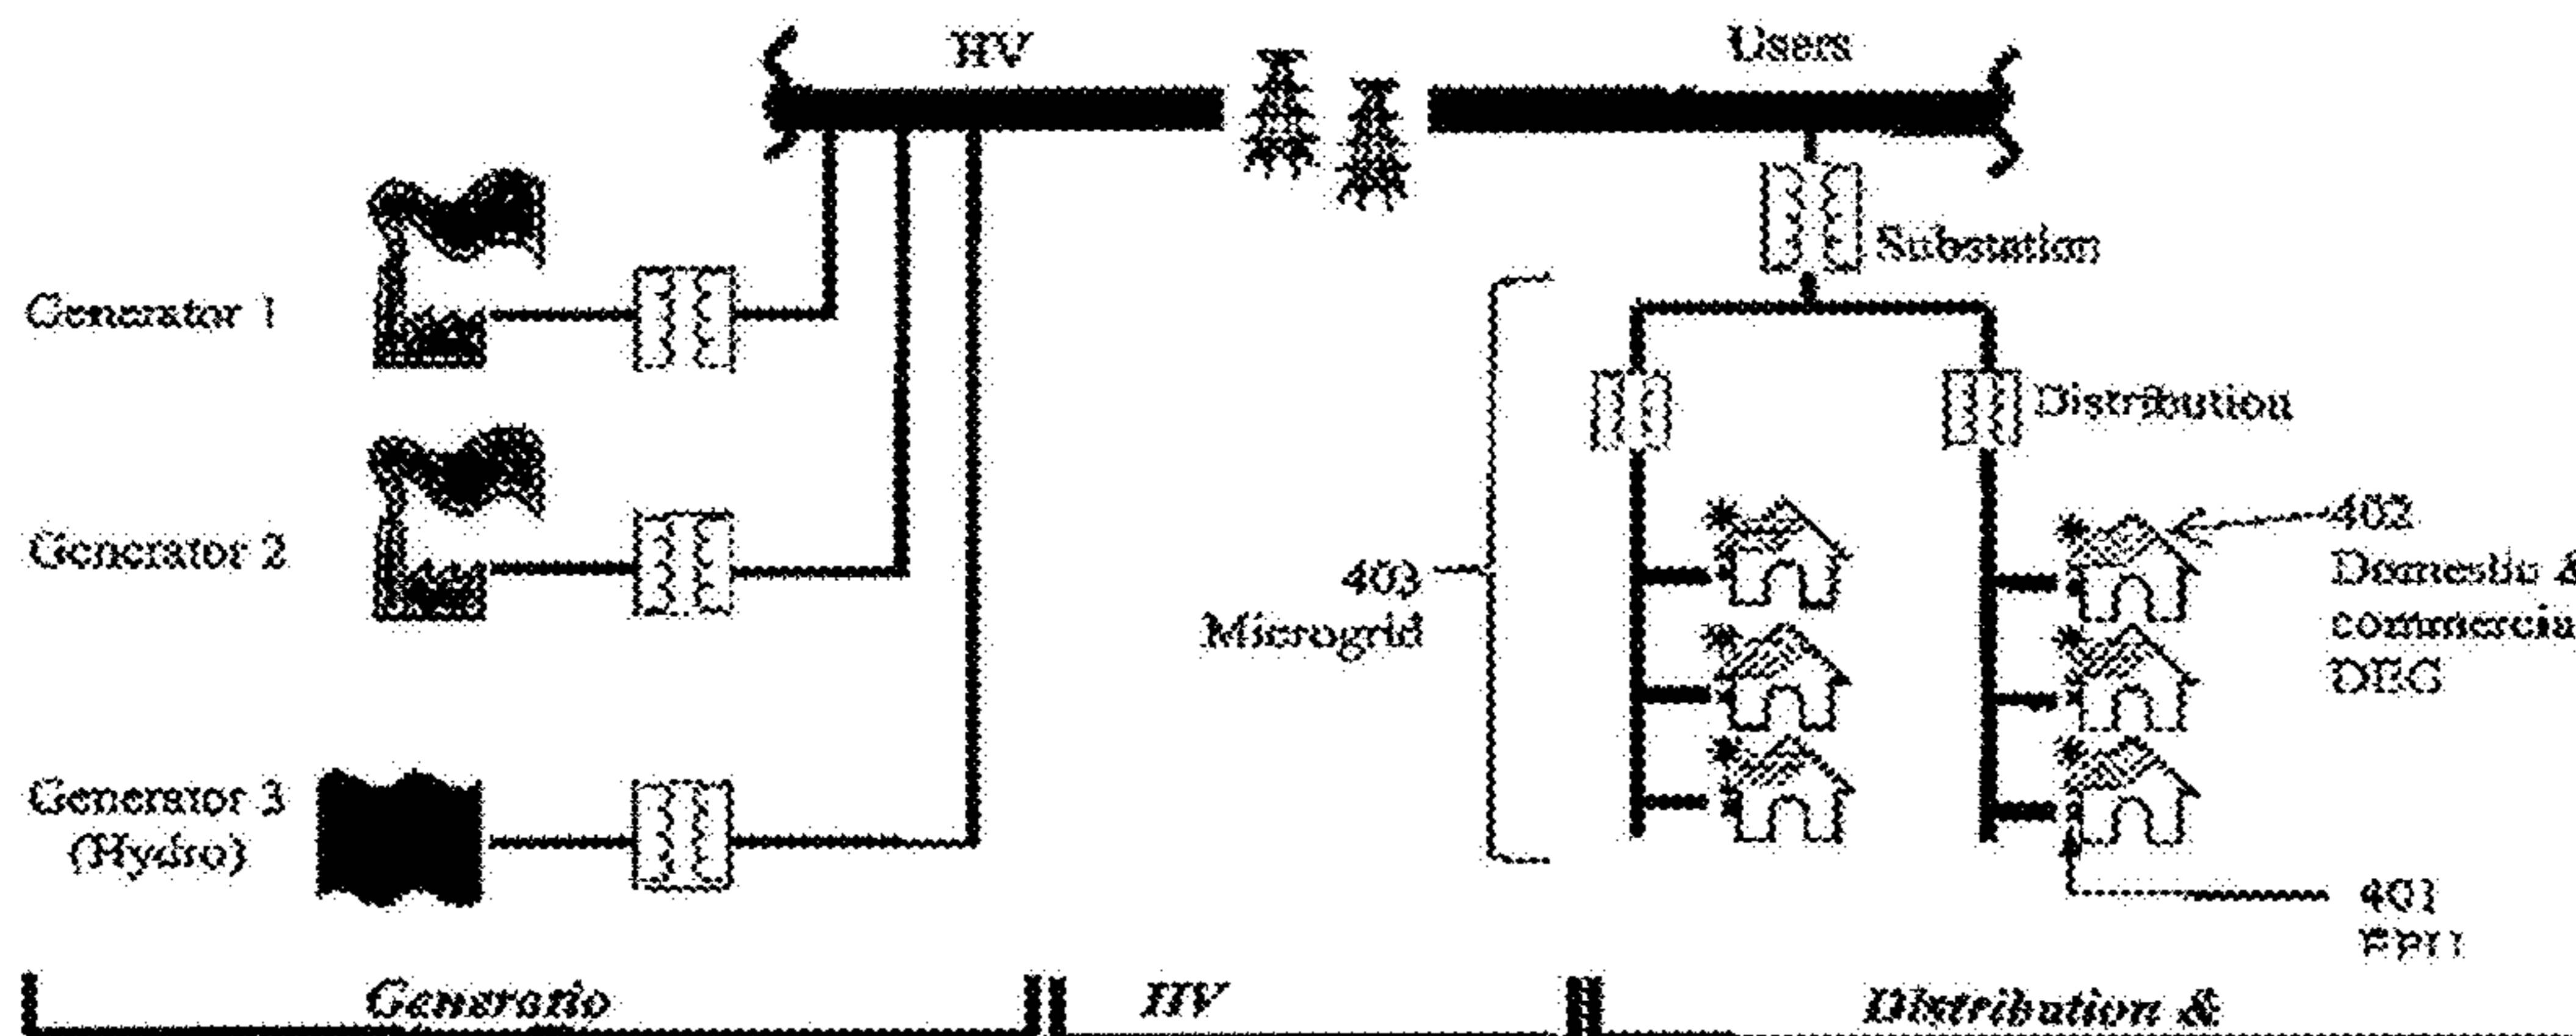 HV
Users
Substation
Generator 1
Distribution
Generator 2
403
Microgrid
402
Domestic &
commercia
DEG
Generator 3
(Hydro)
401
Generatio
HV
Distribution &